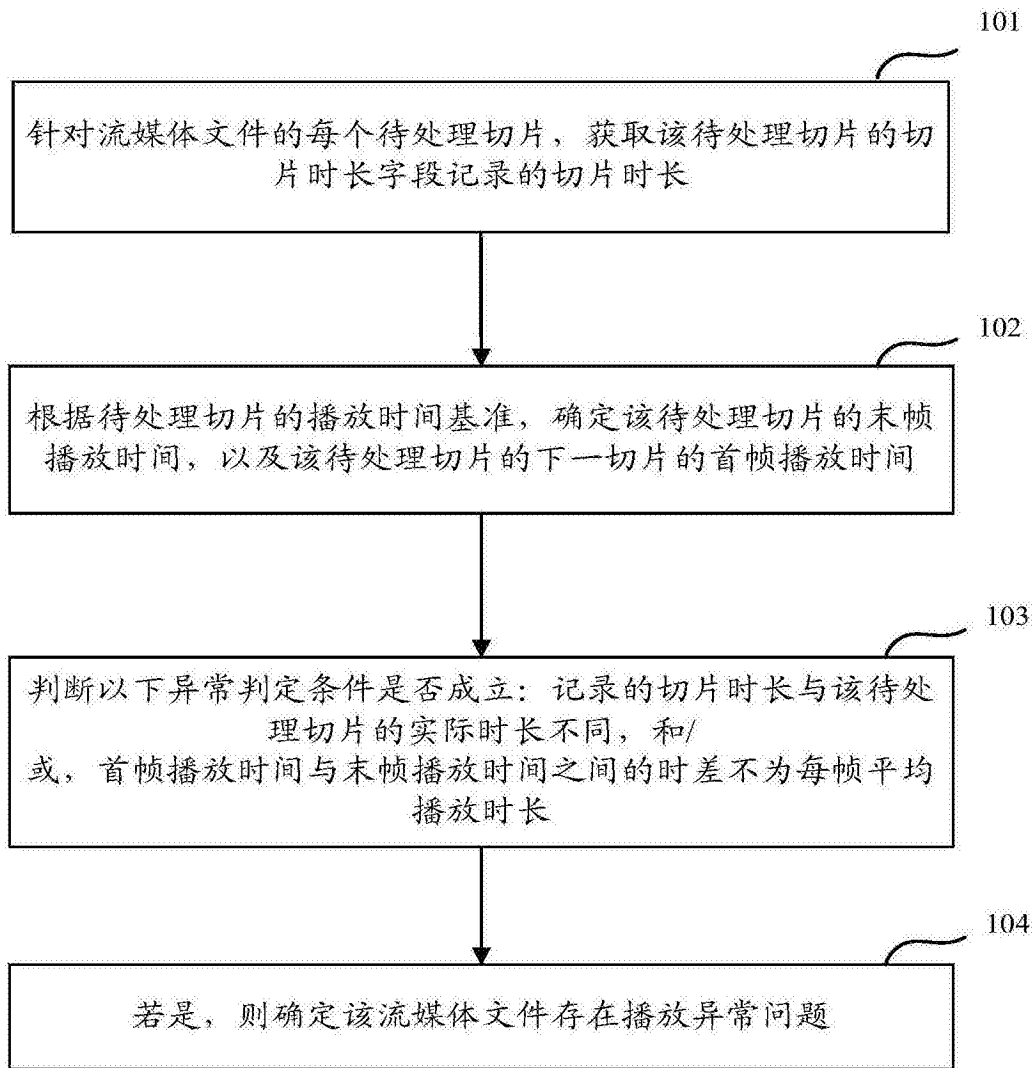 101
针对流媒体文件的每个待处理切片，获取该待处理切片的切
片时长字段记录的切片时长
102
根据待处理切片的播放时间基准，确定该待处理切片的末帧
播放时间，以及该待处理切片的下一切片的首帧播放时间
103
判断以下异常判定条件是否成立：记录的切片时长与该待处
理切片的实际时长不同，和/
或，首帧播放时间与末帧播放时间之间的时差不为每帧平均
播放时长
104
若是，则确定该流媒体文件存在播放异常问题